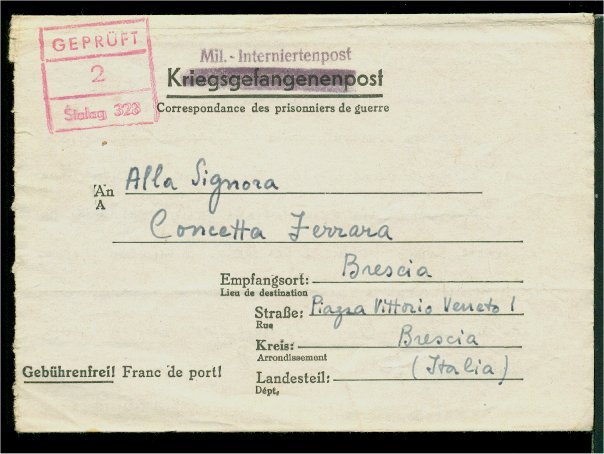 GEPRÜFT
2
Stalag 328
Mil.-Interniertenpost
Kriegsgefangenenpost
Correspondance des prisonniers de guerre
An Alla Signora
A
Concetta Ferrara
Empfangsort: Brescia
Lieu de destination
Straße: Piazza Vittorio Veneto 1
Rue
Kreis: Brescia
Arrondissement
Gebührenfrei! Franc de port!
Landesteil: (Italia)
Dépt.